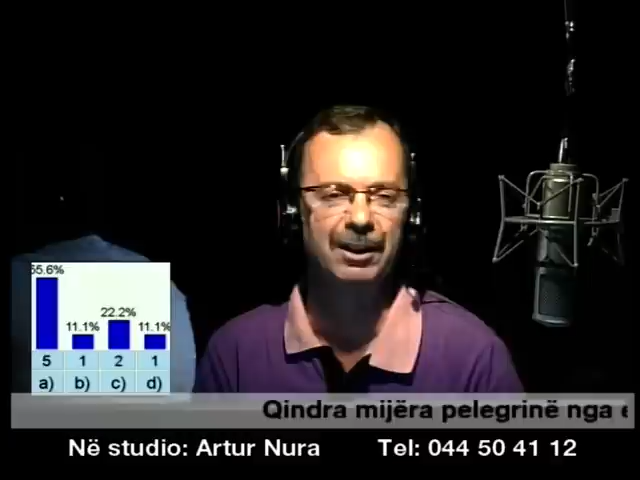 55.6%
22.2%
11.1% 11.1%
5 1 2 1
a) b) c) d)
Qindra mijëra pelegrinë nga
Në studio: Artur Nura Tel: 044 50 41 12